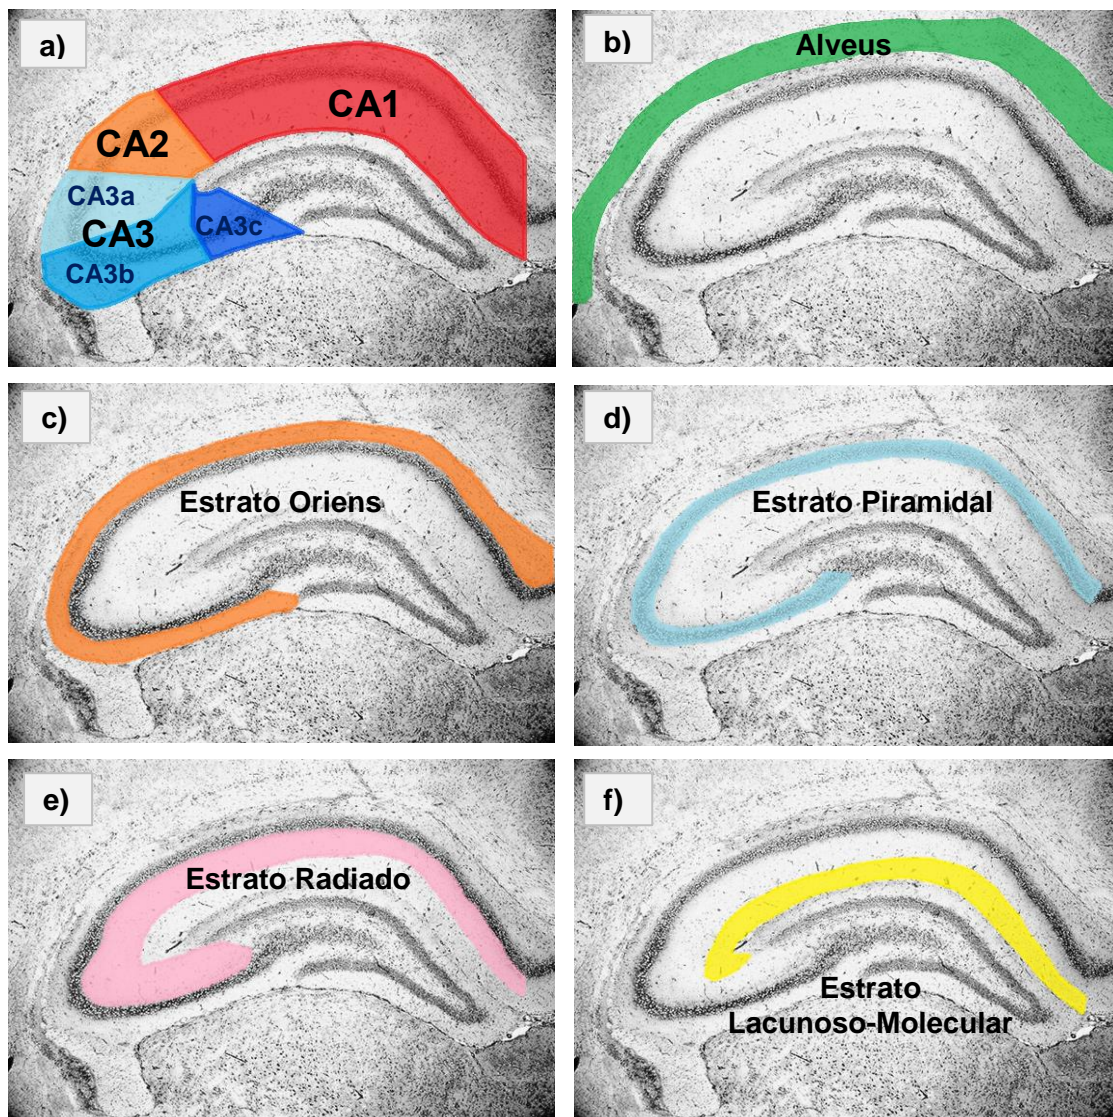 a)
CA1
CA2
CA3a
CA3
CA3c
CA3b
b)
Alveus
c)
Estrato Oriens
d)
Estrato Piramidal
e)
Estrato Radiado
f)
Estrato
Lacunoso-Molecular